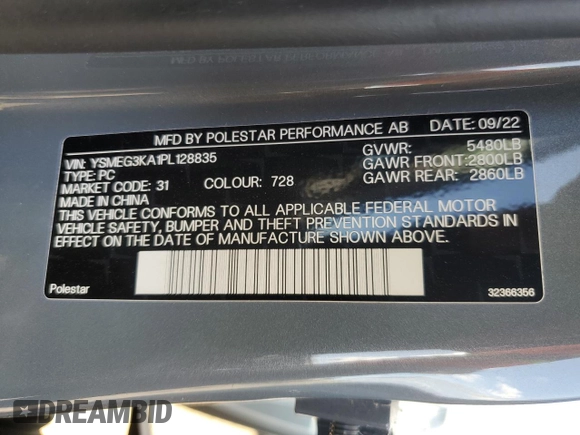 MFD BY POLESTAR PERFORMANCE AB MFD DATE: 09/22
VIN: YSMEG3KA1PL128835 GVWR: 5480LB
TYPE: PC GAWR FRONT: 2800LB
MARKET CODE: 31 COLOUR: 728 GAWR REAR: 2860LB
MADE IN CHINA
THIS VEHICLE CONFORMS TO ALL APPLICABLE FEDERAL MOTOR
VEHICLE SAFETY, BUMPER AND THEFT PREVENTION STANDARDS IN
EFFECT ON THE DATE OF MANUFACTURE SHOWN ABOVE.
Polestar 32366356
DREAMBID